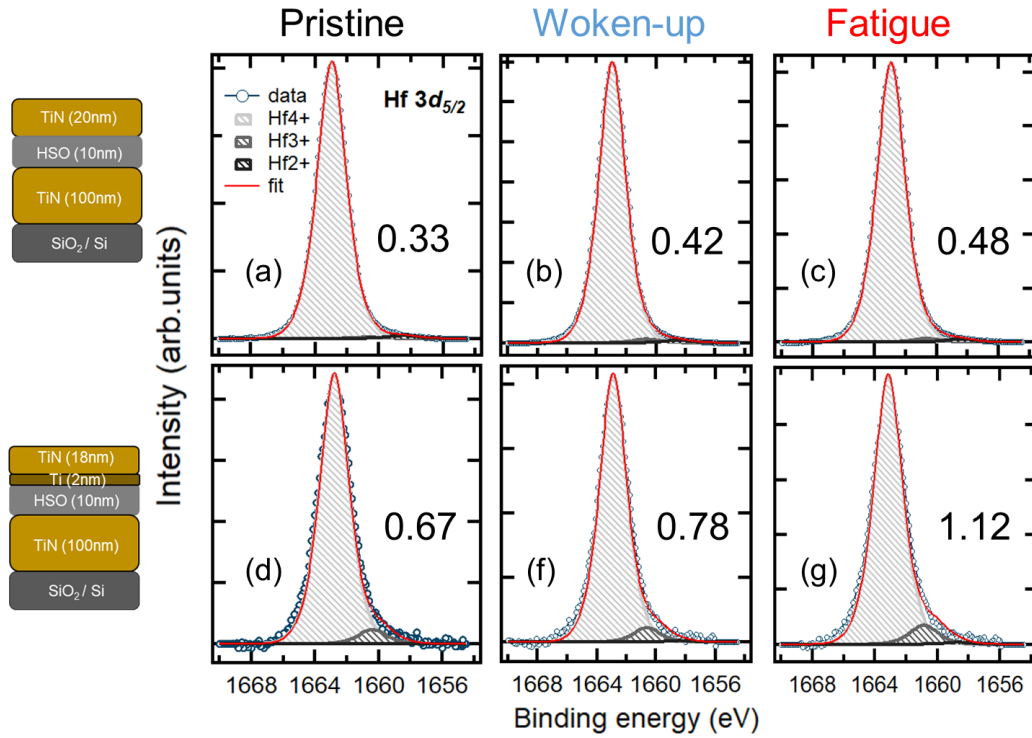 Pristine
Woken-up
Fatigue
TiN (20nm)
HSO (10nm)
TiN (100nm)
SiO₂ / Si
TiN (18nm)
Ti (2nm)
HSO (10nm)
TiN (100nm)
SiO₂ / Si
Intensity (arb.units)
data
Hf4+
Hf3+
Hf2+
fit
Hf 3d5/2
0.33
(a)
0.42
(b)
0.48
(c)
0.67
(d)
0.78
(f)
1.12
(g)
1668 1664 1660 1656
1668 1664 1660 1656
1668 1664 1660 1656
Binding energy (eV)